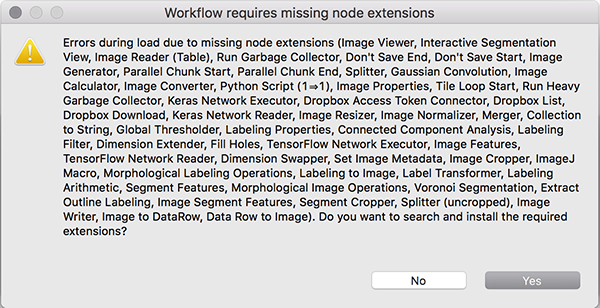 Workflow requires missing node extensions
Errors during load due to missing node extensions (Image Viewer, Interactive Segmentation
View, Image Reader (Table), Run Garbage Collector, Don't Save End, Don't Save Start, Image
Generator, Parallel Chunk Start, Parallel Chunk End, Splitter, Gaussian Convolution, Image
Calculator, Image Converter, Python Script (1⇒1), Image Properties, Tile Loop Start, Run Heavy
Garbage Collector, Keras Network Executor, Dropbox Access Token Connector, Dropbox List,
Dropbox Download, Keras Network Reader, Image Resizer, Image Normalizer, Merger, Collection
to String, Global Thresholder, Labeling Properties, Connected Component Analysis, Labeling
Filter, Dimension Extender, Fill Holes, TensorFlow Network Executor, Image Features,
TensorFlow Network Reader, Dimension Swapper, Set Image Metadata, Image Cropper, ImageJ
Macro, Morphological Labeling Operations, Labeling to Image, Label Transformer, Labeling
Arithmetic, Segment Features, Morphological Image Operations, Voronoi Segmentation, Extract
Outline Labeling, Image Segment Features, Segment Cropper, Splitter (uncropped), Image
Writer, Image to DataRow, Data Row to Image). Do you want to search and install the required
extensions?
No
Yes